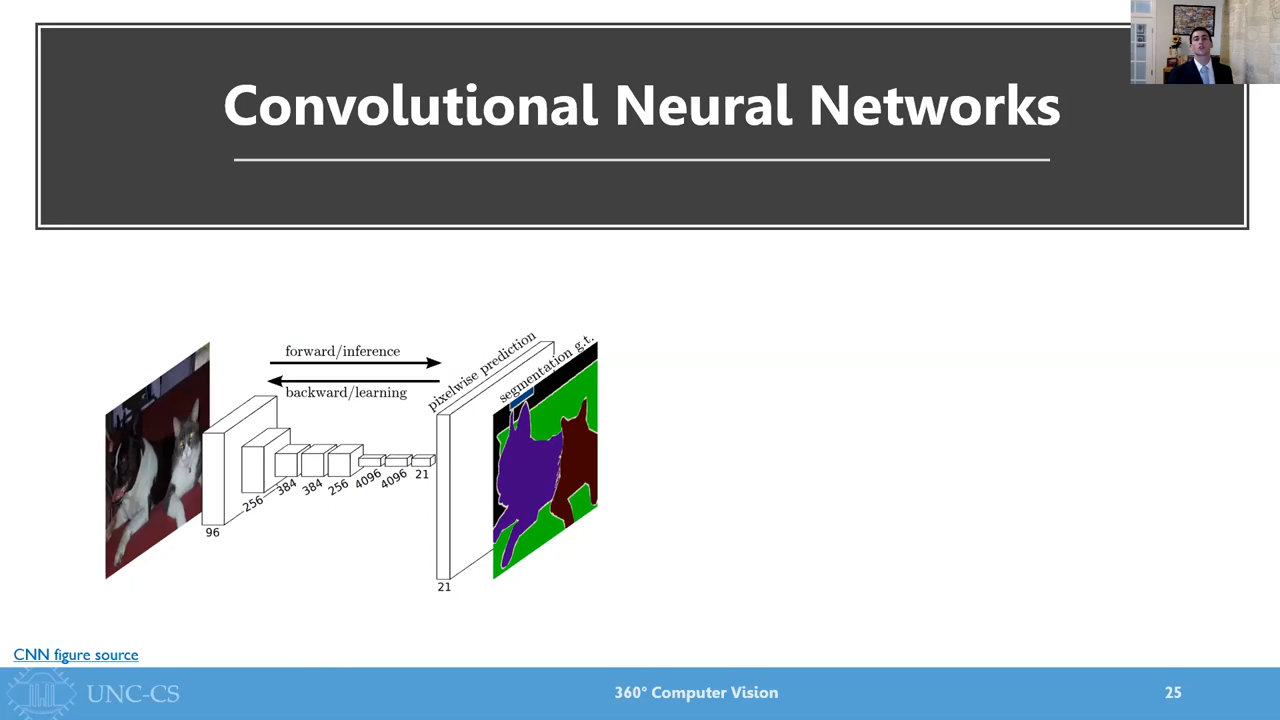 Convolutional Neural Networks
forward/inference
backward/learning
pixelwise prediction
segmentation g.t.
96
256
384
384
256
4096
4096
21
21
CNN figure source
UNC-CS
360° Computer Vision
25